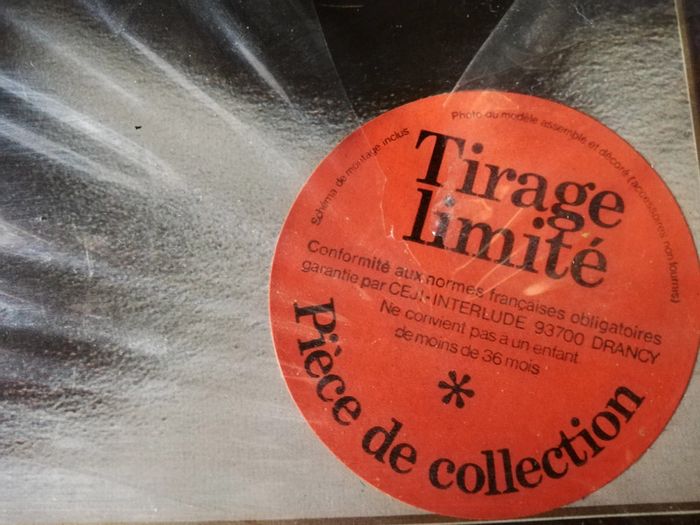 Schéma de montage inclus
Photo du modèle assemble et décoré (accessoires non fournis)
Tirage
limité
Conformité aux normes françaises obligatoires
garantie par CEJI-INTERLUDE 93700 DRANCY
Ne convient pas à un enfant
de moins de 36 mois
*
Pièce de collection